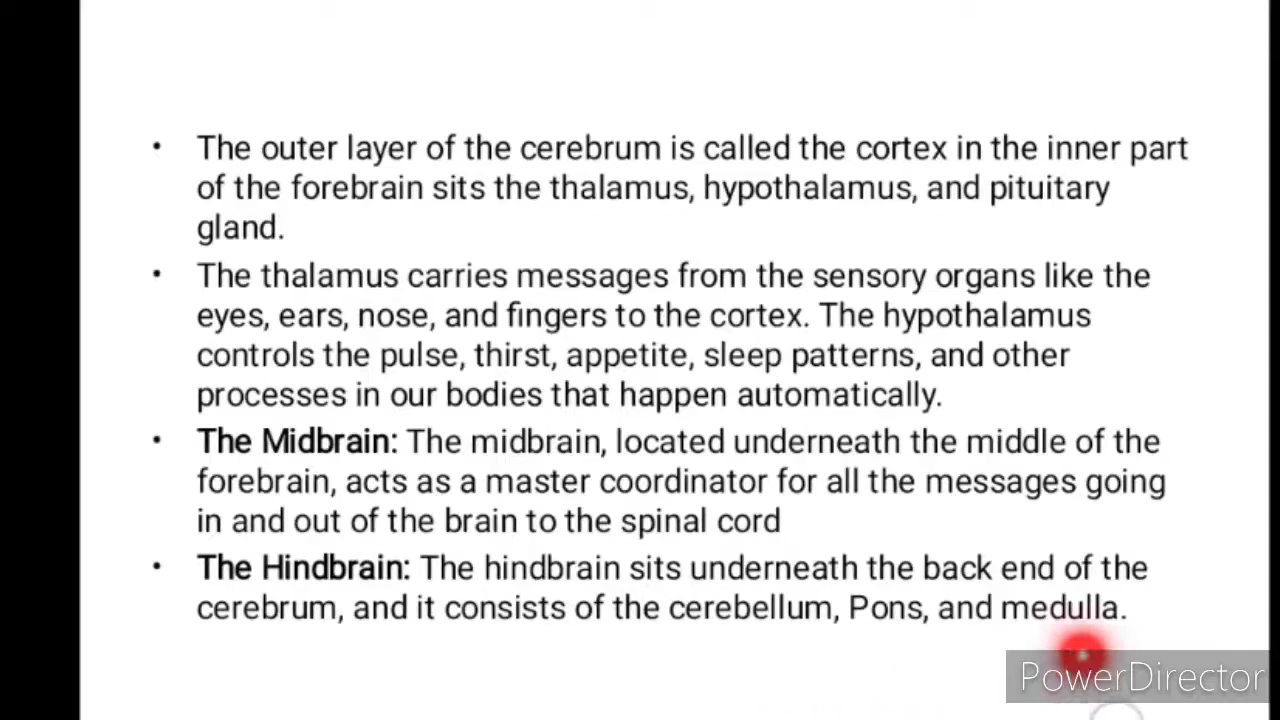 • The outer layer of the cerebrum is called the cortex in the inner part
of the forebrain sits the thalamus, hypothalamus, and pituitary
gland.
• The thalamus carries messages from the sensory organs like the
eyes, ears, nose, and fingers to the cortex. The hypothalamus
controls the pulse, thirst, appetite, sleep patterns, and other
processes in our bodies that happen automatically.
• The Midbrain: The midbrain, located underneath the middle of the
forebrain, acts as a master coordinator for all the messages going
in and out of the brain to the spinal cord
• The Hindbrain: The hindbrain sits underneath the back end of the
cerebrum, and it consists of the cerebellum, Pons, and medulla.
PowerDirector